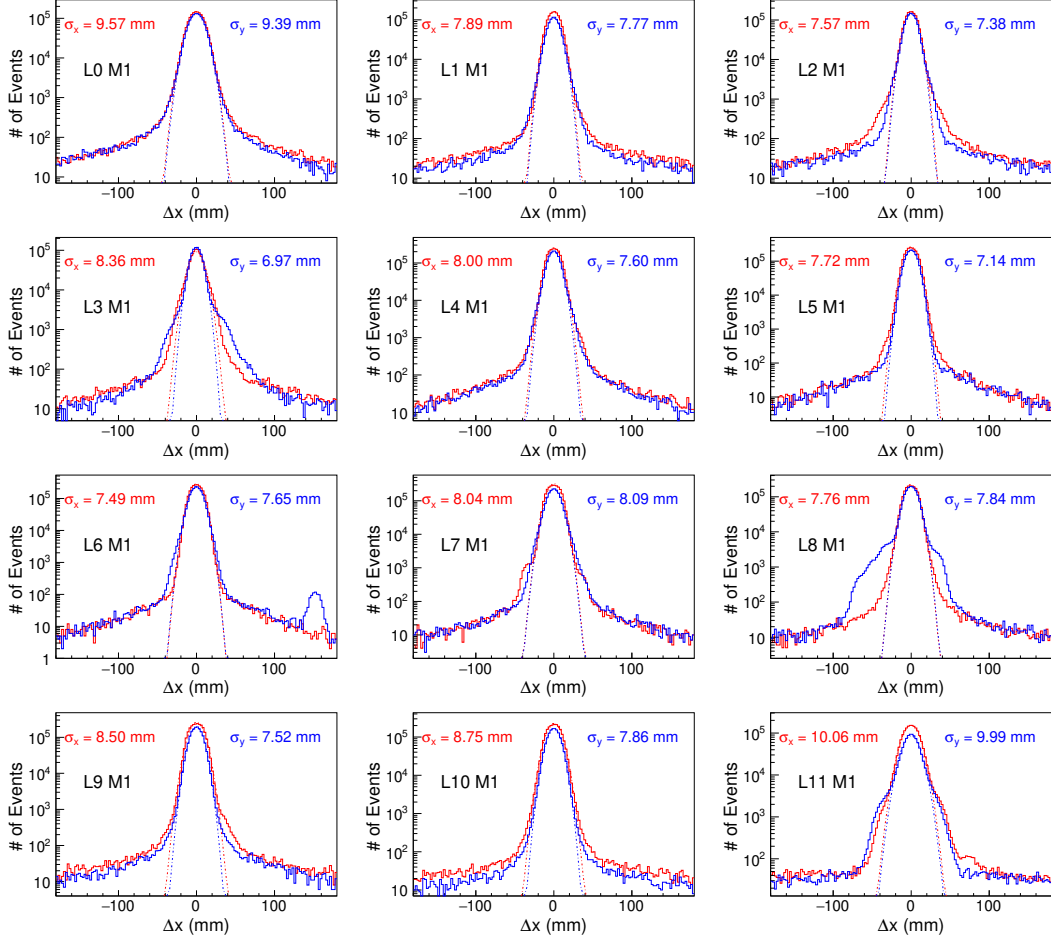 10⁵
10⁴
10³
10²
10
# of Events
σx = 9.57 mm
σy = 9.39 mm
L0 M1
−100
0
100
Δx (mm)
10⁵
10⁴
10³
10²
10
# of Events
σx = 7.89 mm
σy = 7.77 mm
L1 M1
−100
0
100
Δx (mm)
10⁵
10⁴
10³
10²
10
# of Events
σx = 7.57 mm
σy = 7.38 mm
L2 M1
−100
0
100
Δx (mm)
10⁵
10⁴
10³
10²
10
# of Events
σx = 8.36 mm
σy = 6.97 mm
L3 M1
−100
0
100
Δx (mm)
10⁵
10⁴
10³
10²
10
# of Events
σx = 8.00 mm
σy = 7.60 mm
L4 M1
−100
0
100
Δx (mm)
10⁵
10⁴
10³
10²
10
# of Events
σx = 7.72 mm
σy = 7.14 mm
L5 M1
−100
0
100
Δx (mm)
10⁵
10⁴
10³
10²
10
1
# of Events
σx = 7.49 mm
σy = 7.65 mm
L6 M1
−100
0
100
Δx (mm)
10⁵
10⁴
10³
10²
10
# of Events
σx = 8.04 mm
σy = 8.09 mm
L7 M1
−100
0
100
Δx (mm)
10⁵
10⁴
10³
10²
10
# of Events
σx = 7.76 mm
σy = 7.84 mm
L8 M1
−100
0
100
Δx (mm)
10⁵
10⁴
10³
10²
10
# of Events
σx = 8.50 mm
σy = 7.52 mm
L9 M1
−100
0
100
Δx (mm)
10⁵
10⁴
10³
10²
10
# of Events
σx = 8.75 mm
σy = 7.86 mm
L10 M1
−100
0
100
Δx (mm)
10⁵
10⁴
10³
10²
# of Events
σx = 10.06 mm
σy = 9.99 mm
L11 M1
−100
0
100
Δx (mm)